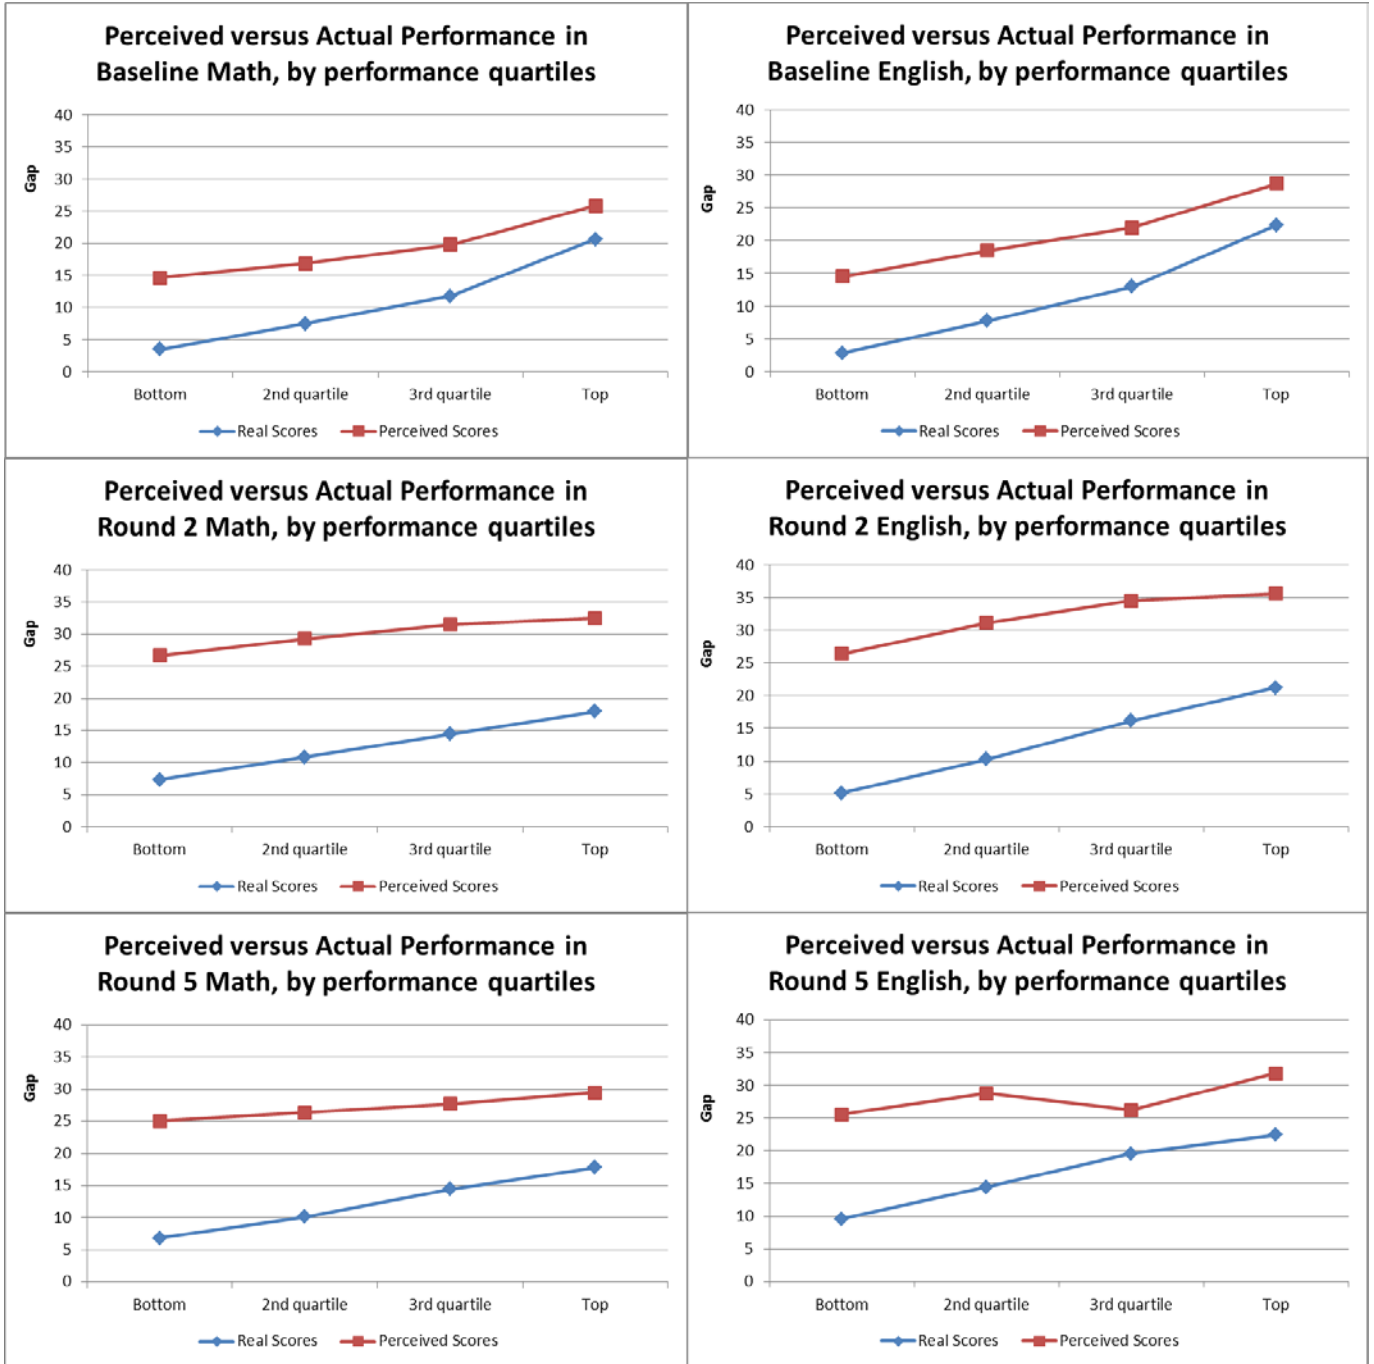 Perceived versus Actual Performance in
Baseline Math, by performance quartiles
40
35
30
25
20
15
10
5
0
Gap
Bottom 2nd quartile 3rd quartile Top
Real Scores Perceived Scores
Perceived versus Actual Performance in
Baseline English, by performance quartiles
40
35
30
25
20
15
10
5
0
Gap
Bottom 2nd quartile 3rd quartile Top
Real Scores Perceived Scores
Perceived versus Actual Performance in
Round 2 Math, by performance quartiles
40
35
30
25
20
15
10
5
0
Gap
Bottom 2nd quartile 3rd quartile Top
Real Scores Perceived Scores
Perceived versus Actual Performance in
Round 2 English, by performance quartiles
40
35
30
25
20
15
10
5
0
Gap
Bottom 2nd quartile 3rd quartile Top
Real Scores Perceived Scores
Perceived versus Actual Performance in
Round 5 Math, by performance quartiles
40
35
30
25
20
15
10
5
0
Gap
Bottom 2nd quartile 3rd quartile Top
Real Scores Perceived Scores
Perceived versus Actual Performance in
Round 5 English, by performance quartiles
40
35
30
25
20
15
10
5
0
Gap
Bottom 2nd quartile 3rd quartile Top
Real Scores Perceived Scores